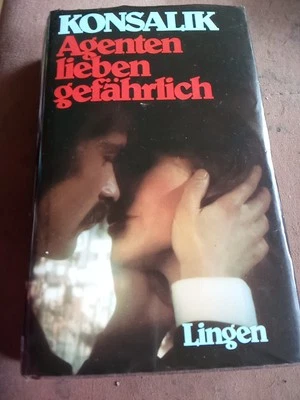 KONSALIK
Agenten
lieben
gefährlich
Lingen